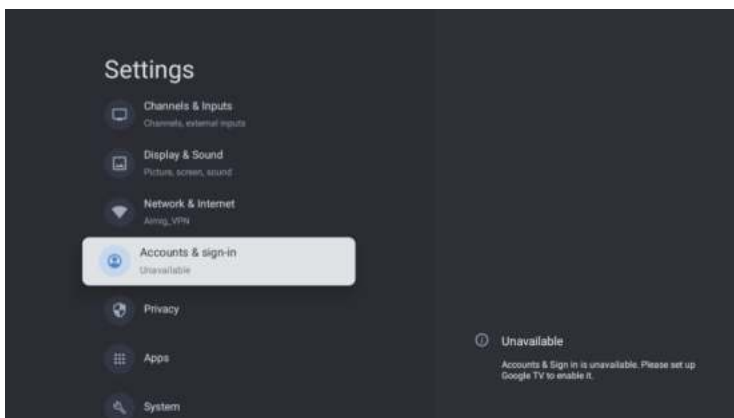 Settings
Channels & Inputs
Channels, external inputs
Display & Sound
Picture, screen, sound
Network & Internet
Aimig_VPN
Accounts & sign-in
Unavailable
Privacy
Apps
System
Unavailable
Accounts & Sign in is unavailable. Please set up
Google TV to enable it.